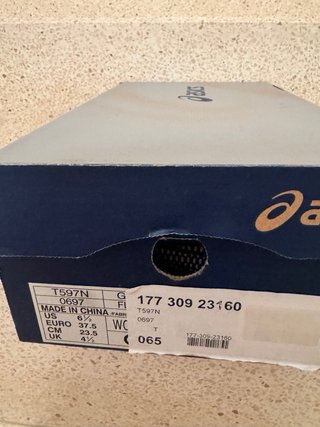 asics
T597N
0697
MADE IN CHINA
US 6½
EURO 37.5
CM 23.5
UK 4½
177 309 23160
T597N
0697
T
065
177-309-23160